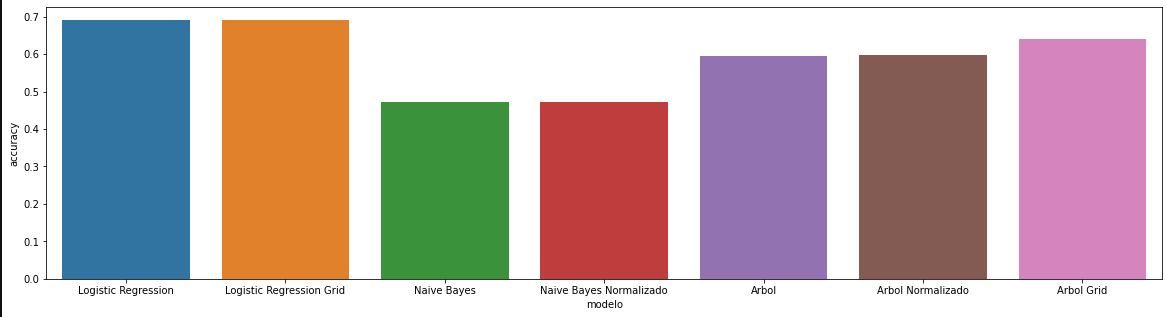 accuracy
0.7
0.6
0.5
0.4
0.3
0.2
0.1
0.0
Logistic Regression
Logistic Regression Grid
Naive Bayes
Naive Bayes Normalizado
Arbol
Arbol Normalizado
Arbol Grid
modelo